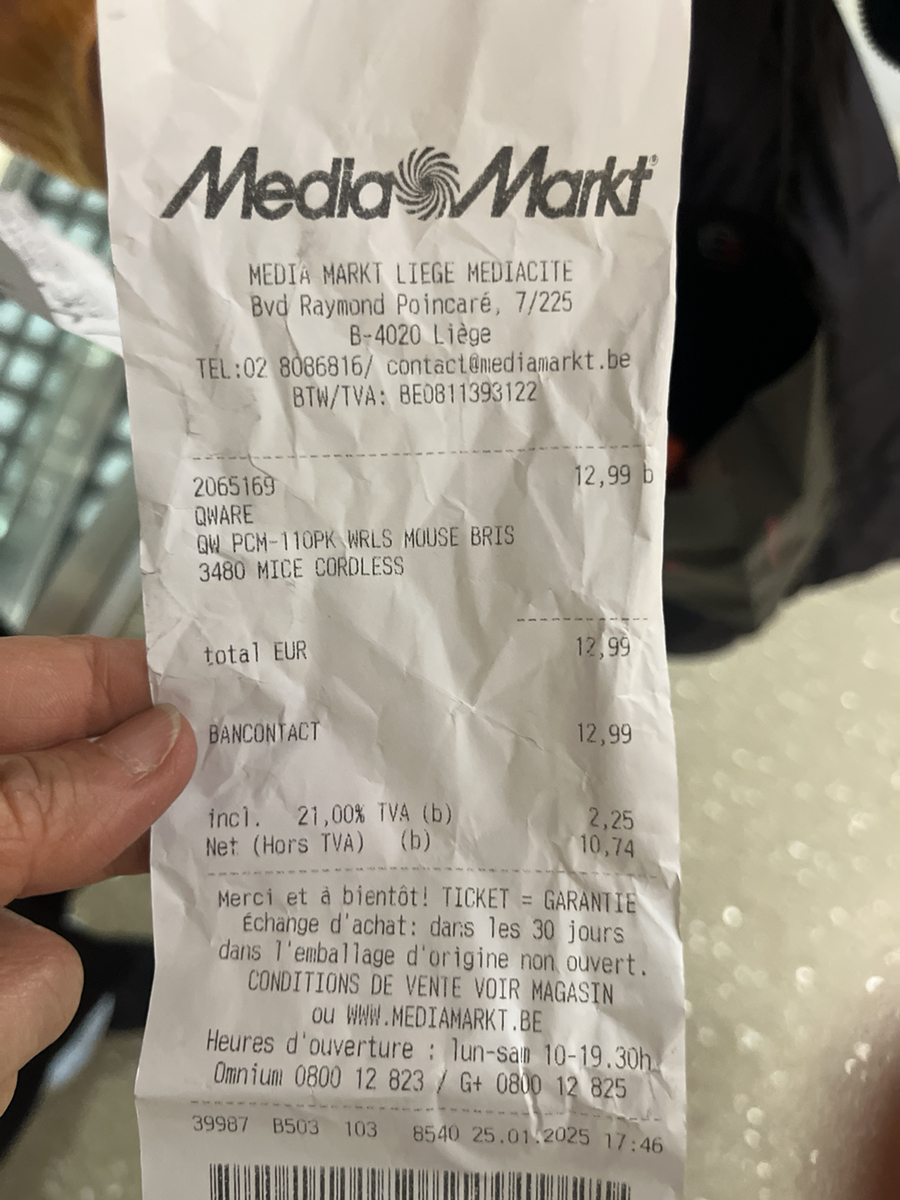 Media Markt®
MEDIA MARKT LIEGE MEDIACITE
Bvd Raymond Poincaré, 7/225
B-4020 Liège
TEL:02 8086816/ contact@mediamarkt.be
BTW/TVA: BE0811393122
2065169 12,99 b
QWARE
QW PCM-110PK WRLS MOUSE BRIS
3480 MICE CORDLESS
total EUR 12,99
BANCONTACT 12,99
incl. 21,00% TVA (b) 2,25
Net (Hors TVA) (b) 10,74
Merci et à bientôt! TICKET = GARANTIE
Échange d'achat: dans les 30 jours
dans l'emballage d'origine non ouvert.
CONDITIONS DE VENTE VOIR MAGASIN
ou WWW.MEDIAMARKT.BE
Heures d'ouverture : lun-sam 10-19.30h
Omnium 0800 12 823 / G+ 0800 12 825
39987 B503 103 8540 25.01.2025 17:46